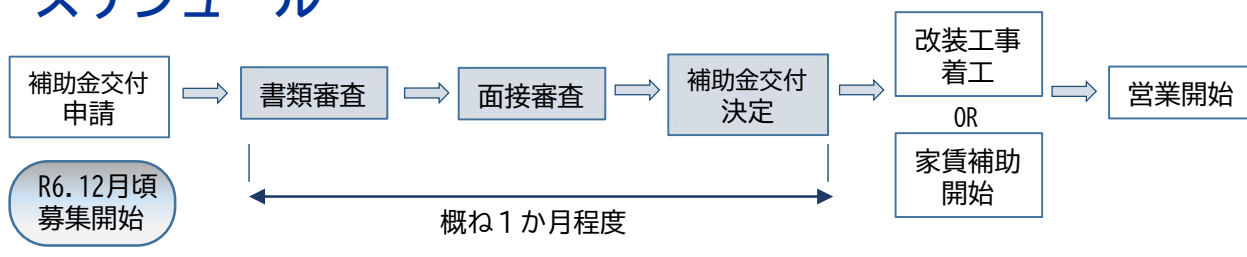 スケジュール
補助金交付
申請
書類審査
面接審査
補助金交付
決定
改装工事
着工
OR
家賃補助
開始
営業開始
R6.12月頃
募集開始
概ね１か月程度